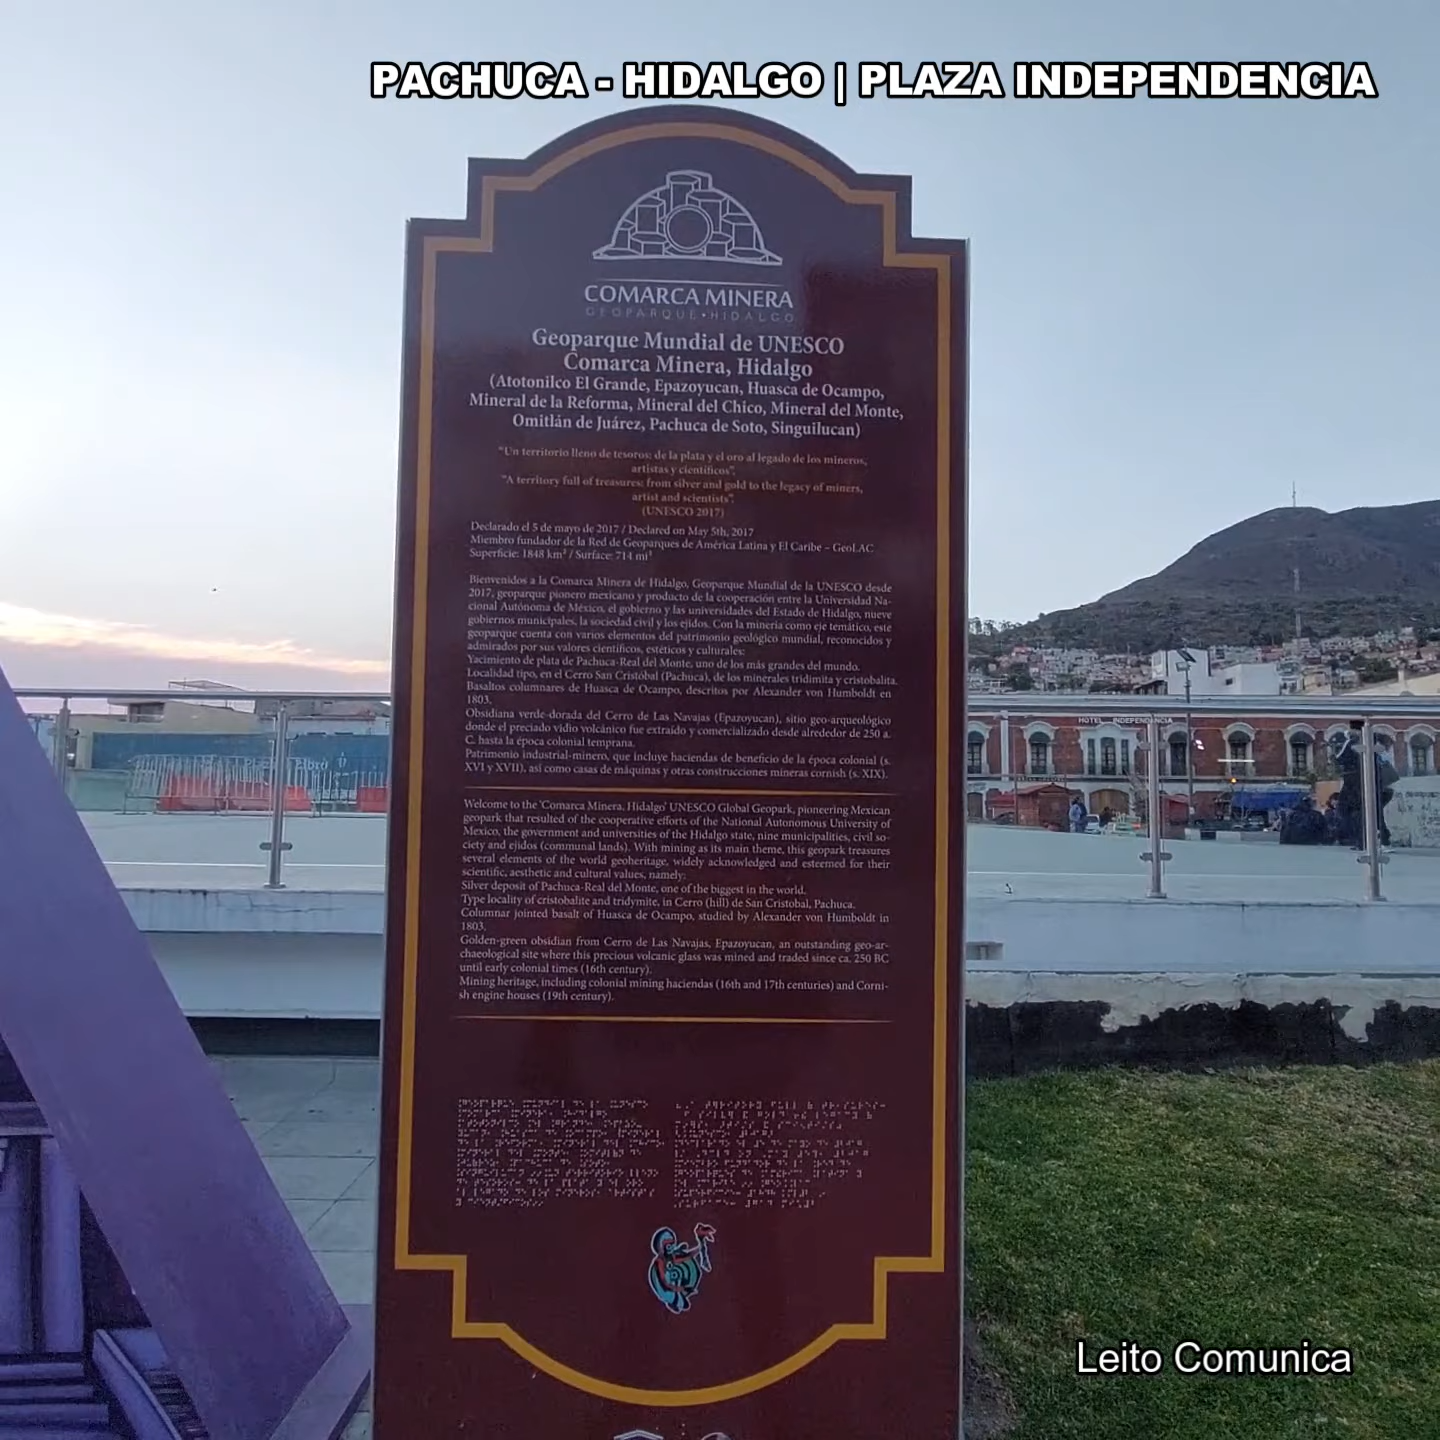 PACHUCA - HIDALGO | PLAZA INDEPENDENCIA
COMARCA MINERA
GEOPARQUE•HIDALGO
Geoparque Mundial de UNESCO
Comarca Minera, Hidalgo
(Atotonilco El Grande, Epazoyucan, Huasca de Ocampo,
Mineral de la Reforma, Mineral del Chico, Mineral del Monte,
Omitlán de Juárez, Pachuca de Soto, Singuilucan)
"Un territorio lleno de tesoros: de la plata y el oro al legado de los mineros,
artistas y científicos".
"A territory full of treasures: from silver and gold to the legacy of miners,
artist and scientists".
(UNESCO 2017)
Declarado el 5 de mayo de 2017 / Declared on May 5th, 2017
Miembro fundador de la Red de Geoparques de América Latina y El Caribe – GeoLAC
Superficie: 1848 km² / Surface: 714 mi²
Bienvenidos a la Comarca Minera de Hidalgo, Geoparque Mundial de la UNESCO desde
2017, geoparque pionero mexicano y producto de la cooperación entre la Universidad Na-
cional Autónoma de México, el gobierno y las universidades del Estado de Hidalgo, nueve
gobiernos municipales, la sociedad civil y los ejidos. Con la minería como eje temático, este
geoparque cuenta con varios elementos del patrimonio geológico mundial, reconocidos y
admirados por sus valores científicos, estéticos y culturales:
Yacimiento de plata de Pachuca-Real del Monte, uno de los más grandes del mundo.
Localidad tipo, en el Cerro San Cristóbal (Pachuca), de los minerales tridimita y cristobalita.
Basaltos columnares de Huasca de Ocampo, descritos por Alexander von Humboldt en
1803.
Obsidiana verde-dorada del Cerro de Las Navajas (Epazoyucan), sitio geo-arqueológico
donde el preciado vidio volcánico fue extraído y comercializado desde alrededor de 250 a.
C. hasta la época colonial temprana.
Patrimonio industrial-minero, que incluye haciendas de beneficio de la época colonial (s.
XVI y XVII), así como casas de máquinas y otras construcciones mineras cornish (s. XIX).
Welcome to the 'Comarca Minera, Hidalgo' UNESCO Global Geopark, pioneering Mexican
geopark that resulted of the cooperative efforts of the National Autonomous University of
Mexico, the government and universities of the Hidalgo state, nine municipalities, civil so-
ciety and ejidos (communal lands). With mining as its main theme, this geopark treasures
several elements of the world geoheritage, widely acknowledged and esteemed for their
scientific, aesthetic and cultural values, namely:
Silver deposit of Pachuca-Real del Monte, one of the biggest in the world.
Type locality of cristobalite and tridymite, in Cerro (hill) de San Cristobal, Pachuca.
Columnar jointed basalt of Huasca de Ocampo, studied by Alexander von Humboldt in
1803.
Golden-green obsidian from Cerro de Las Navajas, Epazoyucan, an outstanding geo-ar-
chaeological site where this precious volcanic glass was mined and traded since ca. 250 BC
until early colonial times (16th century).
Mining heritage, including colonial mining haciendas (16th and 17th centuries) and Corni-
sh engine houses (19th century).
HOTEL INDEPENDENCIA
Leito Comunica